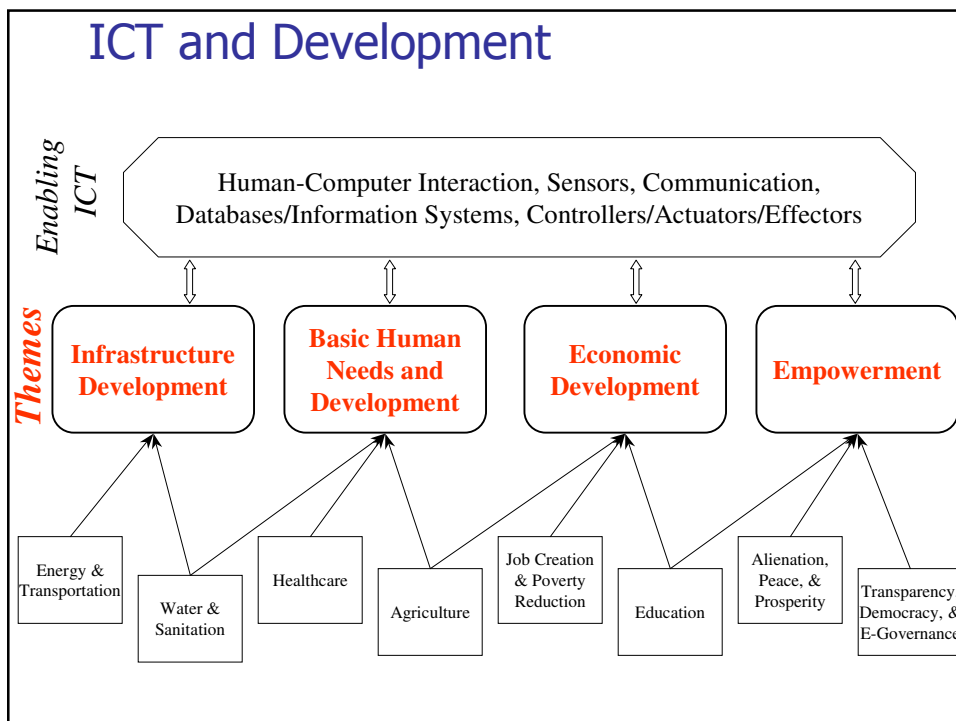 ICT and Development
Enabling
ICT
Human-Computer Interaction, Sensors, Communication,
Databases/Information Systems, Controllers/Actuators/Effectors
Themes
Infrastructure
Development
Basic Human
Needs and
Development
Economic
Development
Empowerment
Energy &
Transportation
Water &
Sanitation
Healthcare
Agriculture
Job Creation
& Poverty
Reduction
Education
Alienation,
Peace, &
Prosperity
Transparency,
Democracy, &
E-Governance